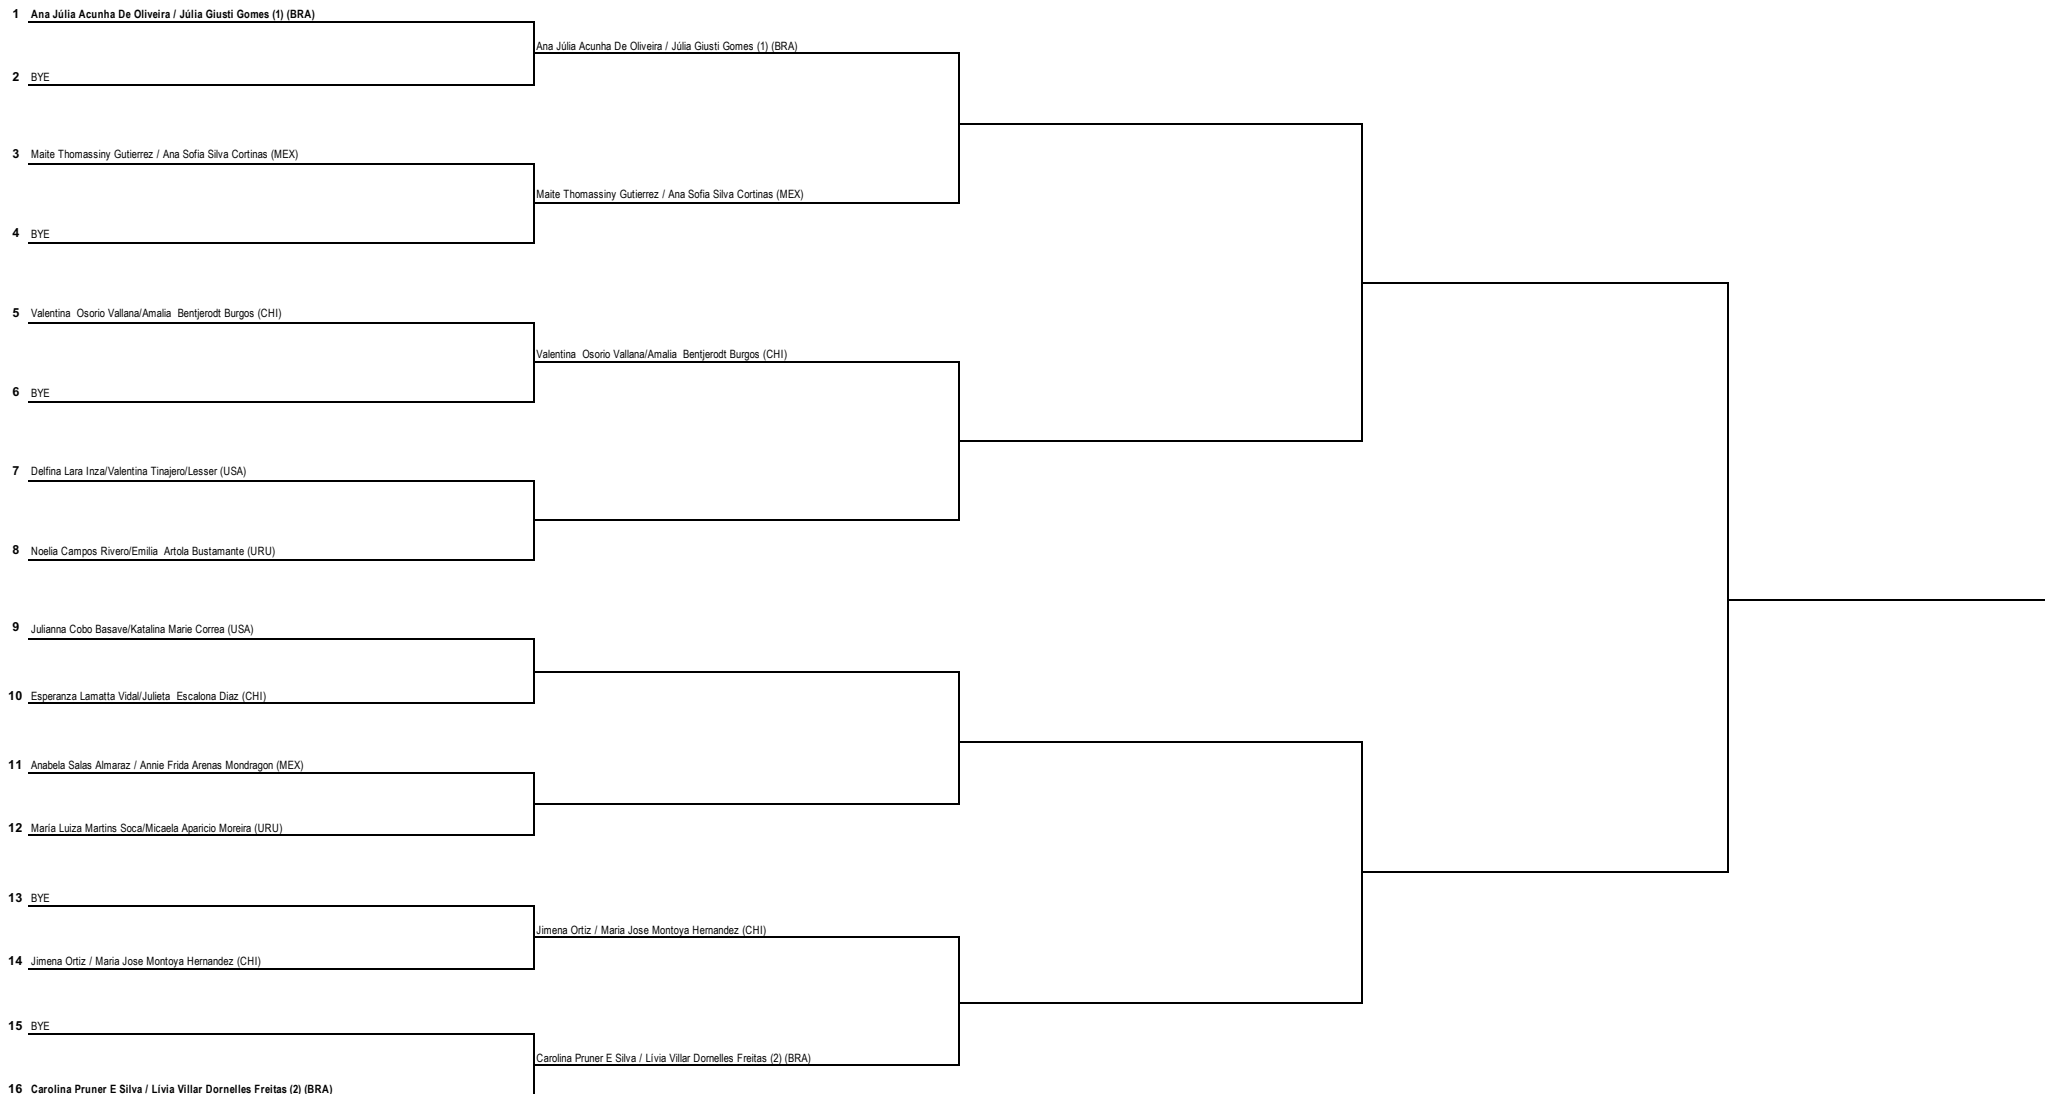 1 Ana Júlia Acunha De Oliveira / Júlia Giusti Gomes (1) (BRA)
Ana Júlia Acunha De Oliveira / Júlia Giusti Gomes (1) (BRA)
2 BYE
3 Maite Thomassiny Gutierrez / Ana Sofia Silva Cortinas (MEX)
Maite Thomassiny Gutierrez / Ana Sofia Silva Cortinas (MEX)
4 BYE
5 Valentina Osorio Vallana/Amalia Bentjerodt Burgos (CHI)
Valentina Osorio Vallana/Amalia Bentjerodt Burgos (CHI)
6 BYE
7 Delfina Lara Inza/Valentina Tinajero/Lesser (USA)
8 Noelia Campos Rivero/Emilia Artola Bustamante (URU)
9 Julianna Cobo Basave/Katalina Marie Correa (USA)
10 Esperanza Lamatta Vidal/Julieta Escalona Diaz (CHI)
11 Anabela Salas Almaraz / Annie Frida Arenas Mondragon (MEX)
12 María Luiza Martins Soca/Micaela Aparicio Moreira (URU)
13 BYE
Jimena Ortiz / Maria Jose Montoya Hernandez (CHI)
14 Jimena Ortiz / Maria Jose Montoya Hernandez (CHI)
15 BYE
Carolina Pruner E Silva / Lívia Villar Dornelles Freitas (2) (BRA)
16 Carolina Pruner E Silva / Lívia Villar Dornelles Freitas (2) (BRA)